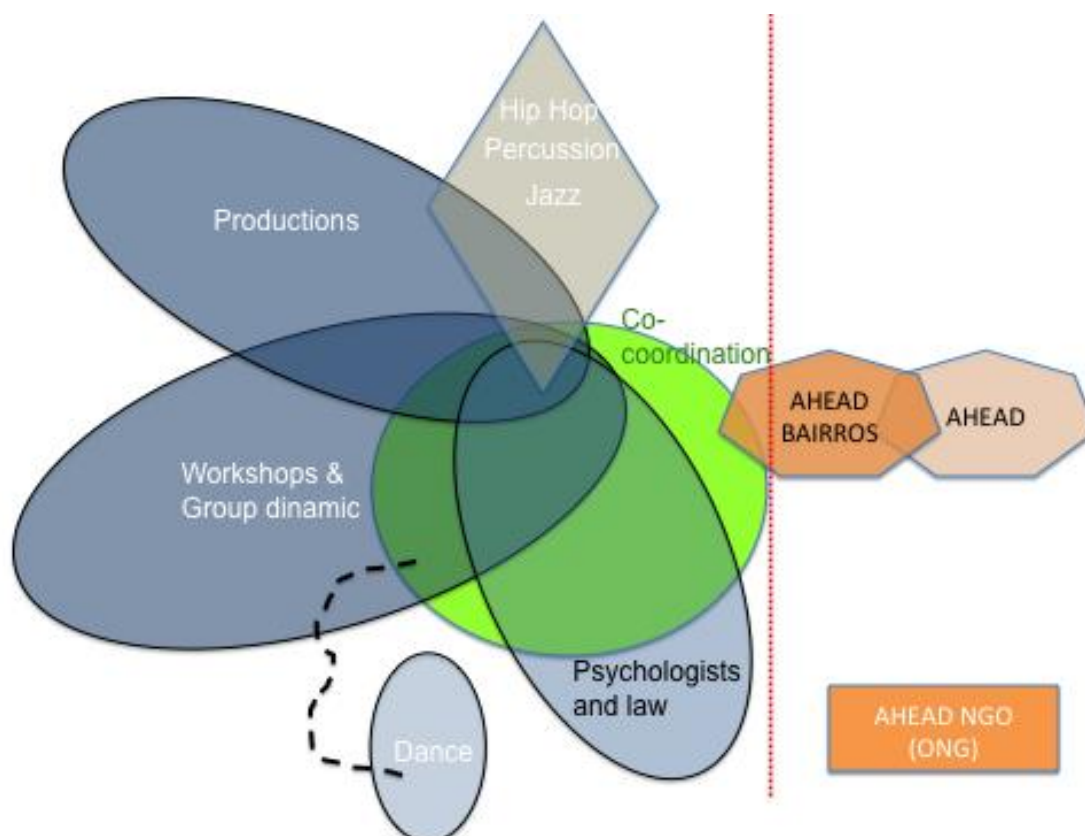 Hip Hop
Percussion
Jazz
Productions
Co-
coordination
AHEAD
BAIRROS
AHEAD
Workshops &
Group dinamic
Psychologists
and law
Dance
AHEAD NGO
(ONG)